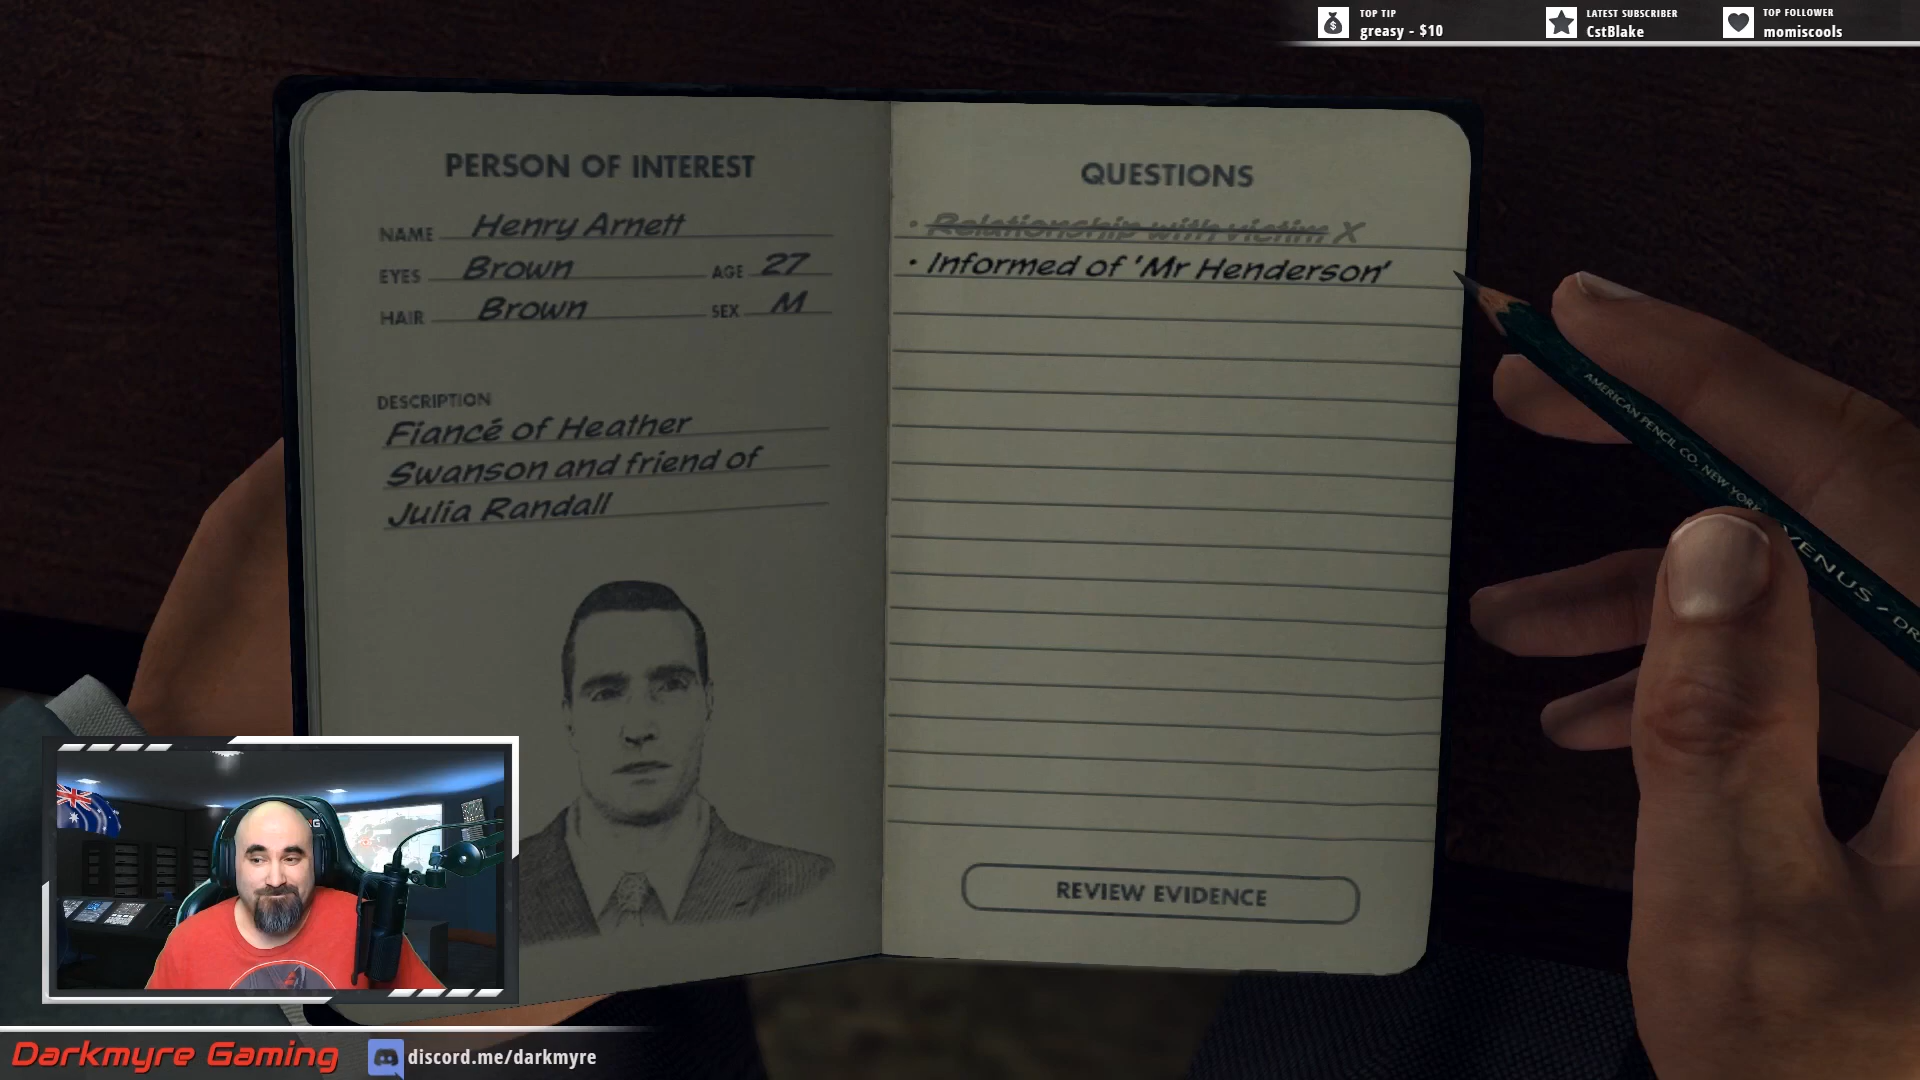 TOP TIP
greasy - $10
LATEST SUBSCRIBER
CstBlake
TOP FOLLOWER
momiscools
PERSON OF INTEREST
NAME Henry Arnett
EYES Brown AGE 27
HAIR Brown SEX M
DESCRIPTION
Fiancé of Heather
Swanson and friend of
Julia Randall
QUESTIONS
• Relationship with victim X
• Informed of 'Mr Henderson'
REVIEW EVIDENCE
AMERICAN PENCIL CO. NEW YORK
VENUS / DR
Darkmyre Gaming
discord.me/darkmyre